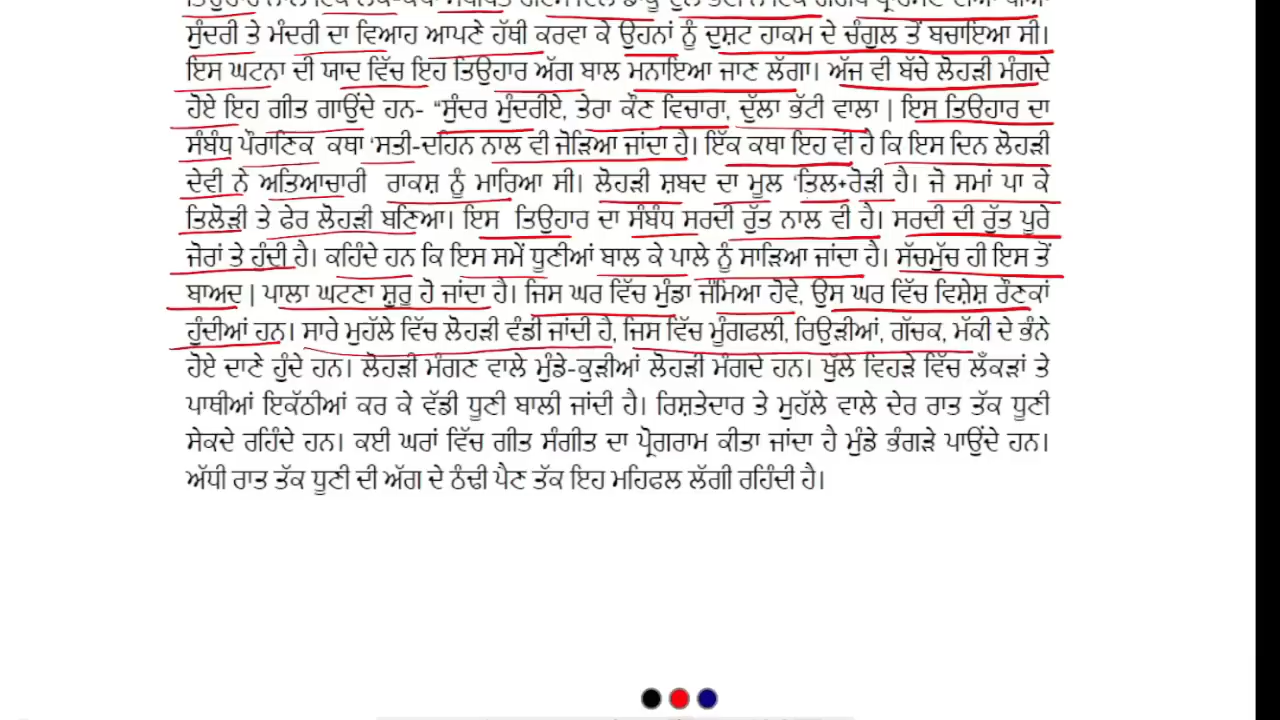 ਸੁੰਦਰੀ ਤੇ ਮੰਦਰੀ ਦਾ ਵਿਆਹ ਆਪਣੇ ਹੱਥੀ ਕਰਵਾ ਕੇ ਉਹਨਾਂ ਨੂੰ ਦੁਸ਼ਟ ਹਾਕਮ ਦੇ ਚੰਗੁਲ ਤੋਂ ਬਚਾਇਆ ਸੀ।
ਇਸ ਘਟਨਾ ਦੀ ਯਾਦ ਵਿੱਚ ਇਹ ਤਿਉਹਾਰ ਅੱਗ ਬਾਲ ਮਨਾਇਆ ਜਾਣ ਲੱਗਾ। ਅੱਜ ਵੀ ਬੱਚੇ ਲੋਹੜੀ ਮੰਗਦੇ
ਹੋਏ ਇਹ ਗੀਤ ਗਾਉਂਦੇ ਹਨ- “ਸੁੰਦਰ ਮੁੰਦਰੀਏ, ਤੇਰਾ ਕੌਣ ਵਿਚਾਰਾ, ਦੁੱਲਾ ਭੱਟੀ ਵਾਲਾ | ਇਸ ਤਿਓਹਾਰ ਦਾ
ਸੰਬੰਧ ਪੌਰਾਣਿਕ ਕਥਾ ‘ਸਤੀ-ਦਹਿਨ ਨਾਲ ਵੀ ਜੋੜਿਆ ਜਾਂਦਾ ਹੈ। ਇੱਕ ਕਥਾ ਇਹ ਵੀ ਹੈ ਕਿ ਇਸ ਦਿਨ ਲੋਹੜੀ
ਦੇਵੀ ਨੇ ਅਤਿਆਚਾਰੀ ਰਾਕਸ਼ ਨੂੰ ਮਾਰਿਆ ਸੀ। ਲੋਹੜੀ ਸ਼ਬਦ ਦਾ ਮੂਲ ‘ਤਿਲ+ਰੋੜੀ ਹੈ। ਜੋ ਸਮਾਂ ਪਾ ਕੇ
ਤਿਲੋੜੀ ਤੇ ਫੇਰ ਲੋਹੜੀ ਬਣਿਆ। ਇਸ ਤਿਉਹਾਰ ਦਾ ਸੰਬੰਧ ਸਰਦੀ ਰੁੱਤ ਨਾਲ ਵੀ ਹੈ। ਸਰਦੀ ਦੀ ਰੁੱਤ ਪੂਰੇ
ਜੋਰਾਂ ਤੇ ਹੁੰਦੀ ਹੈ। ਕਹਿੰਦੇ ਹਨ ਕਿ ਇਸ ਸਮੇਂ ਧੂਣੀਆਂ ਬਾਲ ਕੇ ਪਾਲੇ ਨੂੰ ਸਾੜਿਆ ਜਾਂਦਾ ਹੈ। ਸੱਚਮੁੱਚ ਹੀ ਇਸ ਤੋਂ
ਬਾਅਦ | ਪਾਲਾ ਘਟਣਾ ਸ਼ੁਰੂ ਹੋ ਜਾਂਦਾ ਹੈ। ਜਿਸ ਘਰ ਵਿੱਚ ਮੁੰਡਾ ਜੰਮਿਆ ਹੋਵੇ, ਉਸ ਘਰ ਵਿੱਚ ਵਿਸ਼ੇਸ਼ ਰੌਣਕਾਂ
ਹੁੰਦੀਆਂ ਹਨ। ਸਾਰੇ ਮੁਹੱਲੇ ਵਿੱਚ ਲੋਹੜੀ ਵੰਡੀ ਜਾਂਦੀ ਹੈ, ਜਿਸ ਵਿੱਚ ਮੂੰਗਫਲੀ, ਰਿਉੜੀਆਂ, ਗੱਚਕ, ਮੱਕੀ ਦੇ ਭੰਨੇ
ਹੋਏ ਦਾਣੇ ਹੁੰਦੇ ਹਨ। ਲੋਹੜੀ ਮੰਗਣ ਵਾਲੇ ਮੁੰਡੇ-ਕੁੜੀਆਂ ਲੋਹੜੀ ਮੰਗਦੇ ਹਨ। ਖੁੱਲੇ ਵਿਹੜੇ ਵਿੱਚ ਲੱਕੜਾਂ ਤੇ
ਪਾਥੀਆਂ ਇਕੱਠੀਆਂ ਕਰ ਕੇ ਵੱਡੀ ਧੂਣੀ ਬਾਲੀ ਜਾਂਦੀ ਹੈ। ਰਿਸ਼ਤੇਦਾਰ ਤੇ ਮੁਹੱਲੇ ਵਾਲੇ ਦੇਰ ਰਾਤ ਤੱਕ ਧੂਣੀ
ਸੇਕਦੇ ਰਹਿੰਦੇ ਹਨ। ਕਈ ਘਰਾਂ ਵਿੱਚ ਗੀਤ ਸੰਗੀਤ ਦਾ ਪ੍ਰੋਗਰਾਮ ਕੀਤਾ ਜਾਂਦਾ ਹੈ ਮੁੰਡੇ ਭੰਗੜੇ ਪਾਉਂਦੇ ਹਨ।
ਅੱਧੀ ਰਾਤ ਤੱਕ ਧੂਣੀ ਦੀ ਅੱਗ ਦੇ ਠੰਢੀ ਪੈਣ ਤੱਕ ਇਹ ਮਹਿਫਲ ਲੱਗੀ ਰਹਿੰਦੀ ਹੈ।